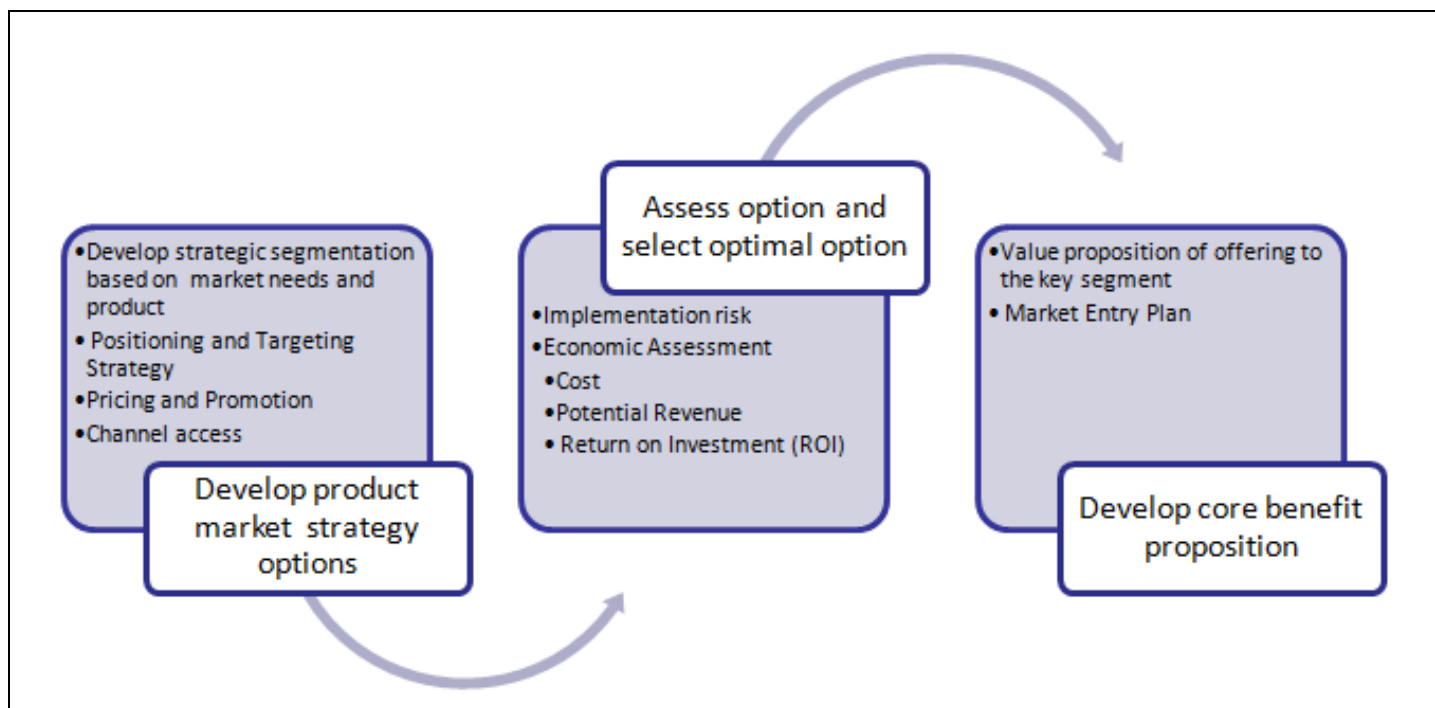 •Develop strategic segmentation
based on market needs and
product
• Positioning and Targeting
Strategy
•Pricing and Promotion
•Channel access
Develop product
market strategy
options
Assess option and
select optimal option
•Implementation risk
•Economic Assessment
•Cost
•Potential Revenue
• Return on Investment (ROI)
•Value proposition of offering to
the key segment
• Market Entry Plan
Develop core benefit
proposition